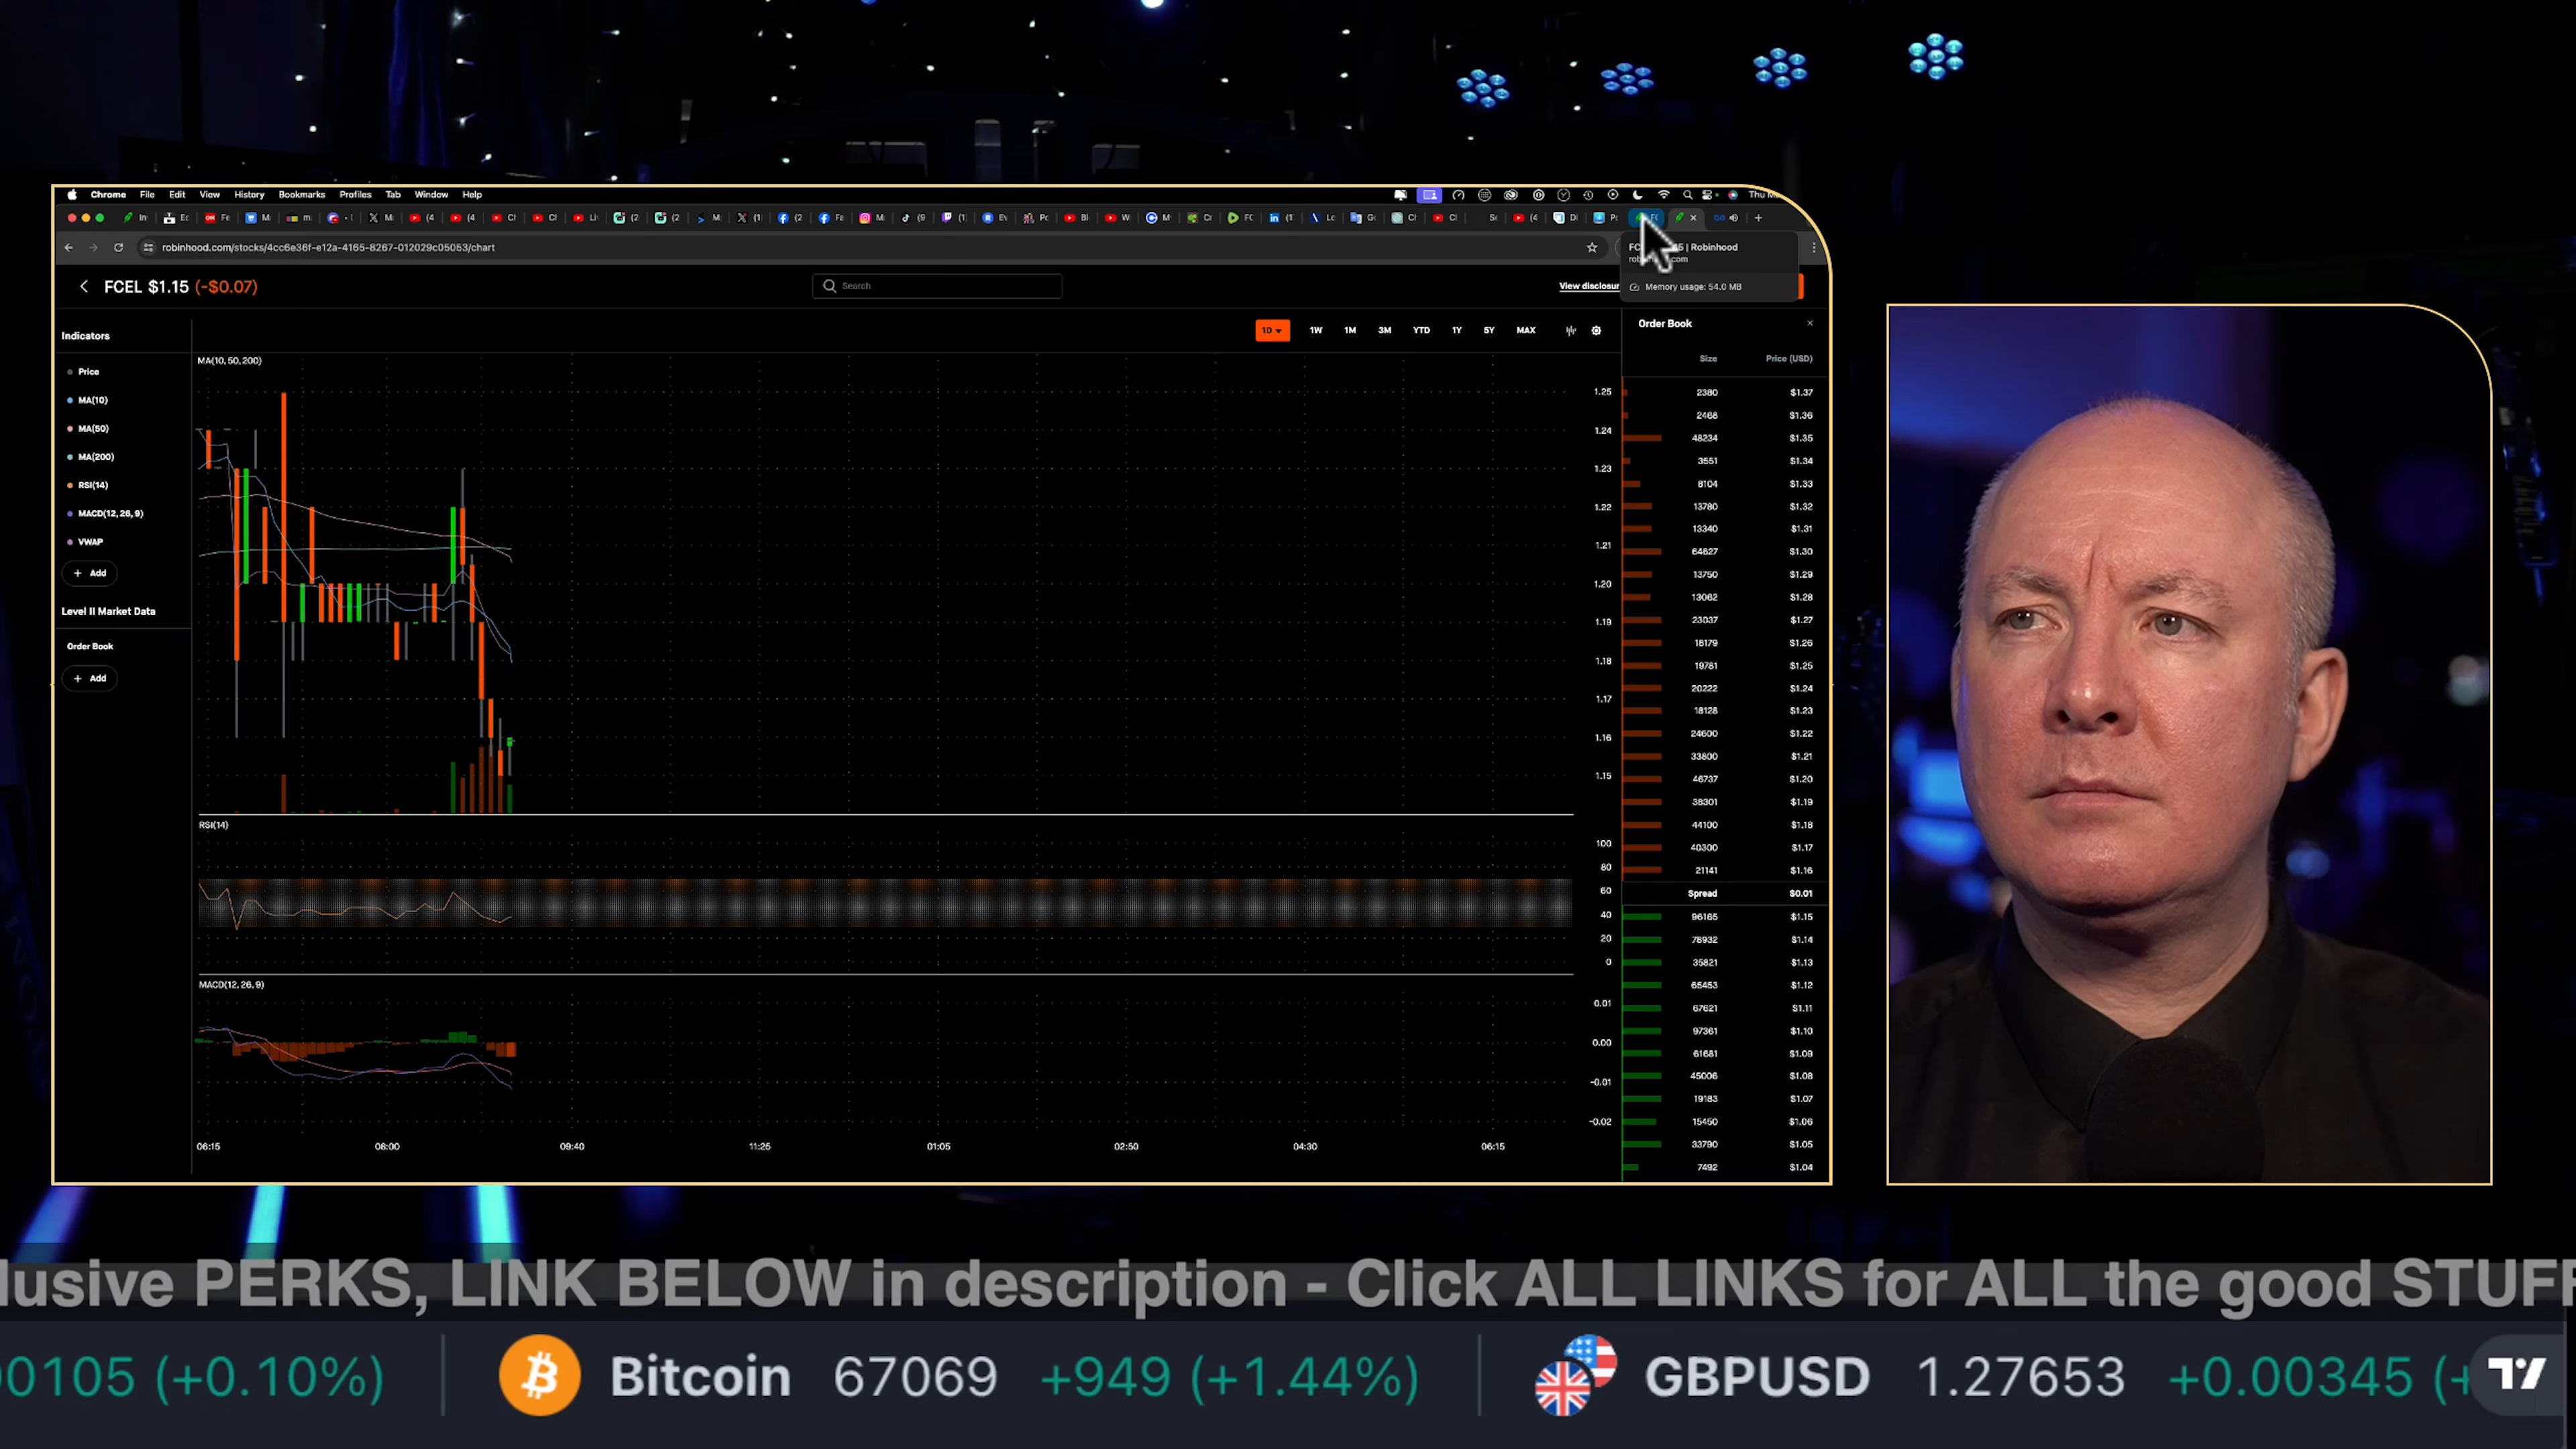 Chrome File Edit View History Bookmarks Profiles Tab Window Help
robinhood.com/stocks/4cc6e36f-e12a-4165-8267-012029c05053/chart
Robinhood
Memory usage: 54.0 MB
FCEL $1.15 (-$0.07)
Search
View disclosur
Indicators
Price
MA(10)
MA(50)
MA(200)
RSI(14)
MACD(12,26,9)
VWAP
+ Add
Level II Market Data
Order Book
+ Add
1D 1W 1M 3M YTD 1Y 5Y MAX
MA(10,50,200)
1.25
1.24
1.23
1.22
1.21
1.20
1.19
1.18
1.17
1.16
1.15
RSI(14)
100
80
60
40
20
0
MACD(12,26,9)
0.01
0.00
-0.01
-0.02
06:15 08:00 09:40 11:25 01:05 02:50 04:30 06:15
Order Book
Size Price (USD)
2380 $1.37
2468 $1.36
48234 $1.35
3551 $1.34
8104 $1.33
13780 $1.32
13340 $1.31
64627 $1.30
13750 $1.29
13062 $1.28
23037 $1.27
18179 $1.26
19781 $1.25
20222 $1.24
18128 $1.23
24600 $1.22
33800 $1.21
46737 $1.20
38301 $1.19
44100 $1.18
40300 $1.17
21141 $1.16
Spread $0.01
96165 $1.15
78932 $1.14
35821 $1.13
65453 $1.12
67621 $1.11
97361 $1.10
61681 $1.09
45006 $1.08
19183 $1.07
15450 $1.06
33790 $1.05
7492 $1.04
lusive PERKS, LINK BELOW in description - Click ALL LINKS for ALL the good STUFF
00105 (+0.10%) Bitcoin 67069 +949 (+1.44%) GBPUSD 1.27653 +0.00345 (+